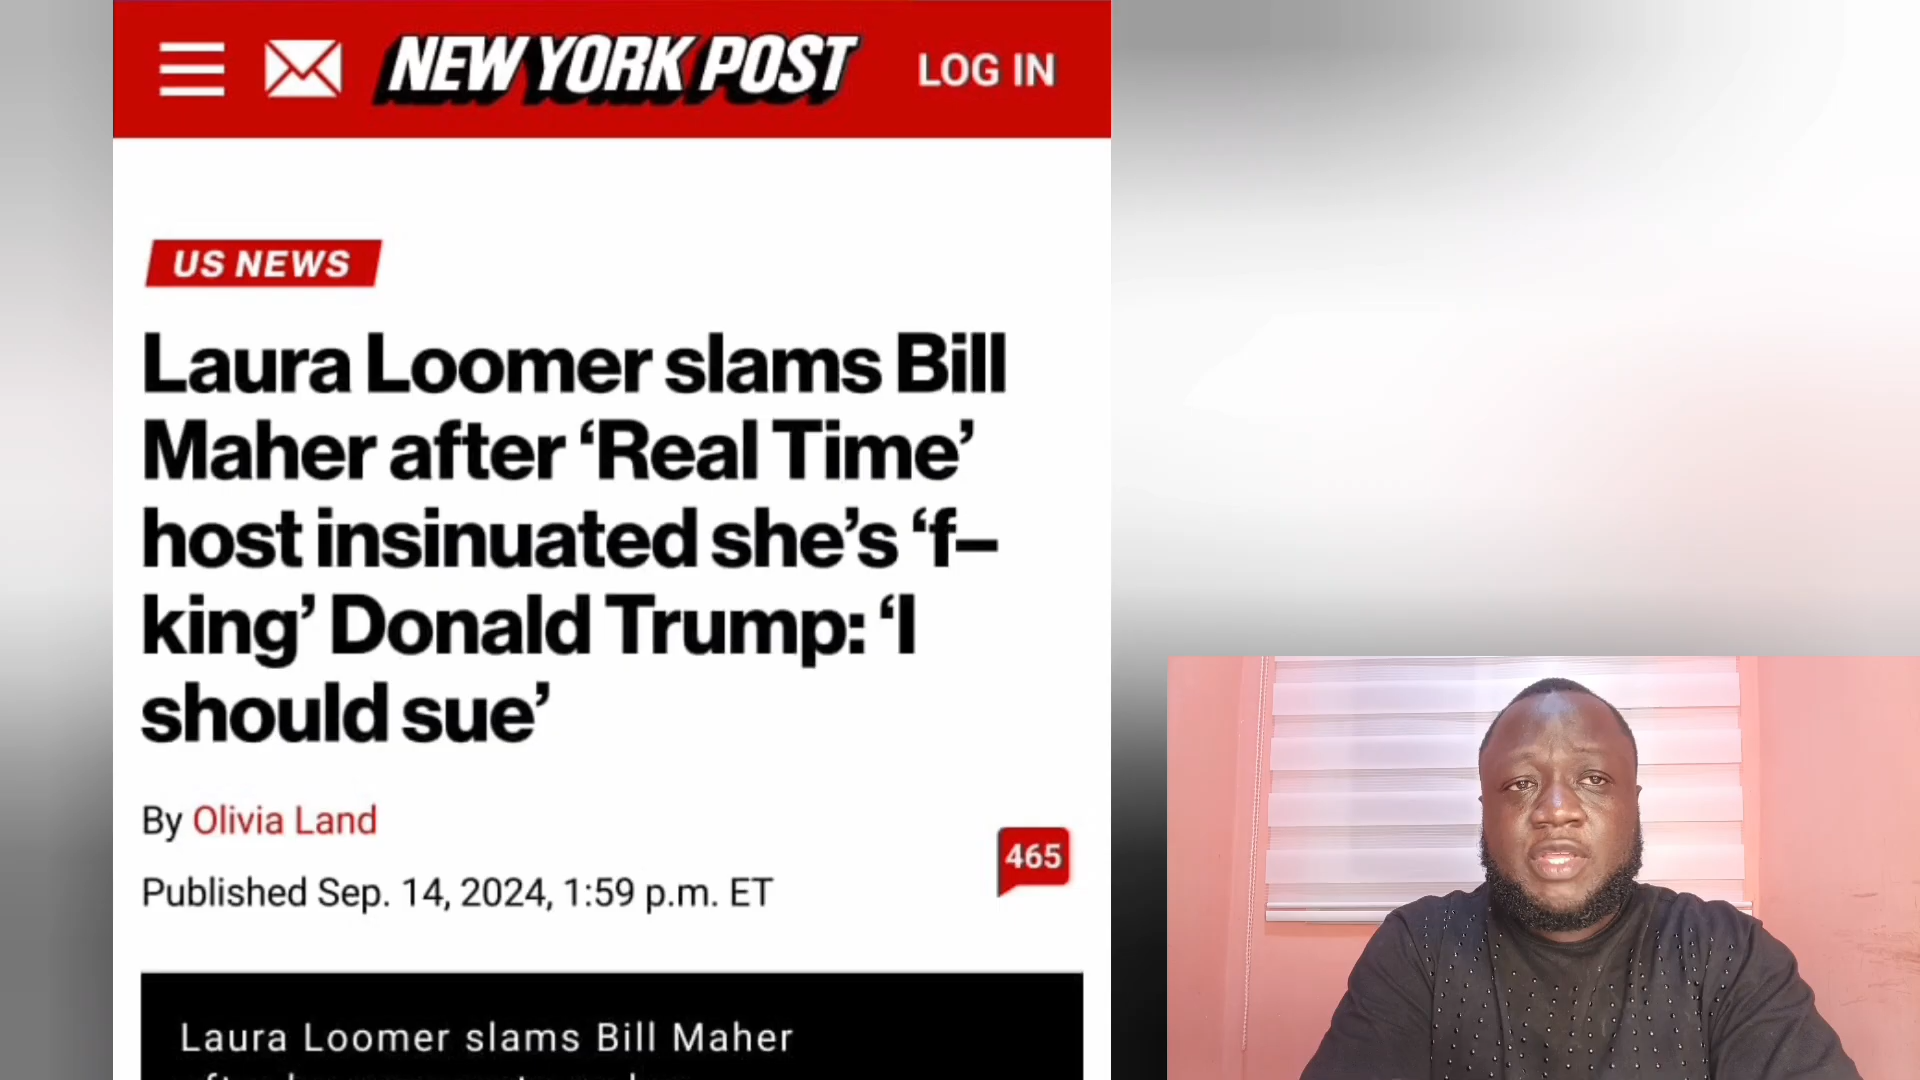 NEW YORK POST
LOG IN
US NEWS
Laura Loomer slams Bill
Maher after ‘Real Time’
host insinuated she’s ‘f–
king’ Donald Trump: ‘I
should sue’
By Olivia Land
465
Published Sep. 14, 2024, 1:59 p.m. ET
Laura Loomer slams Bill Maher